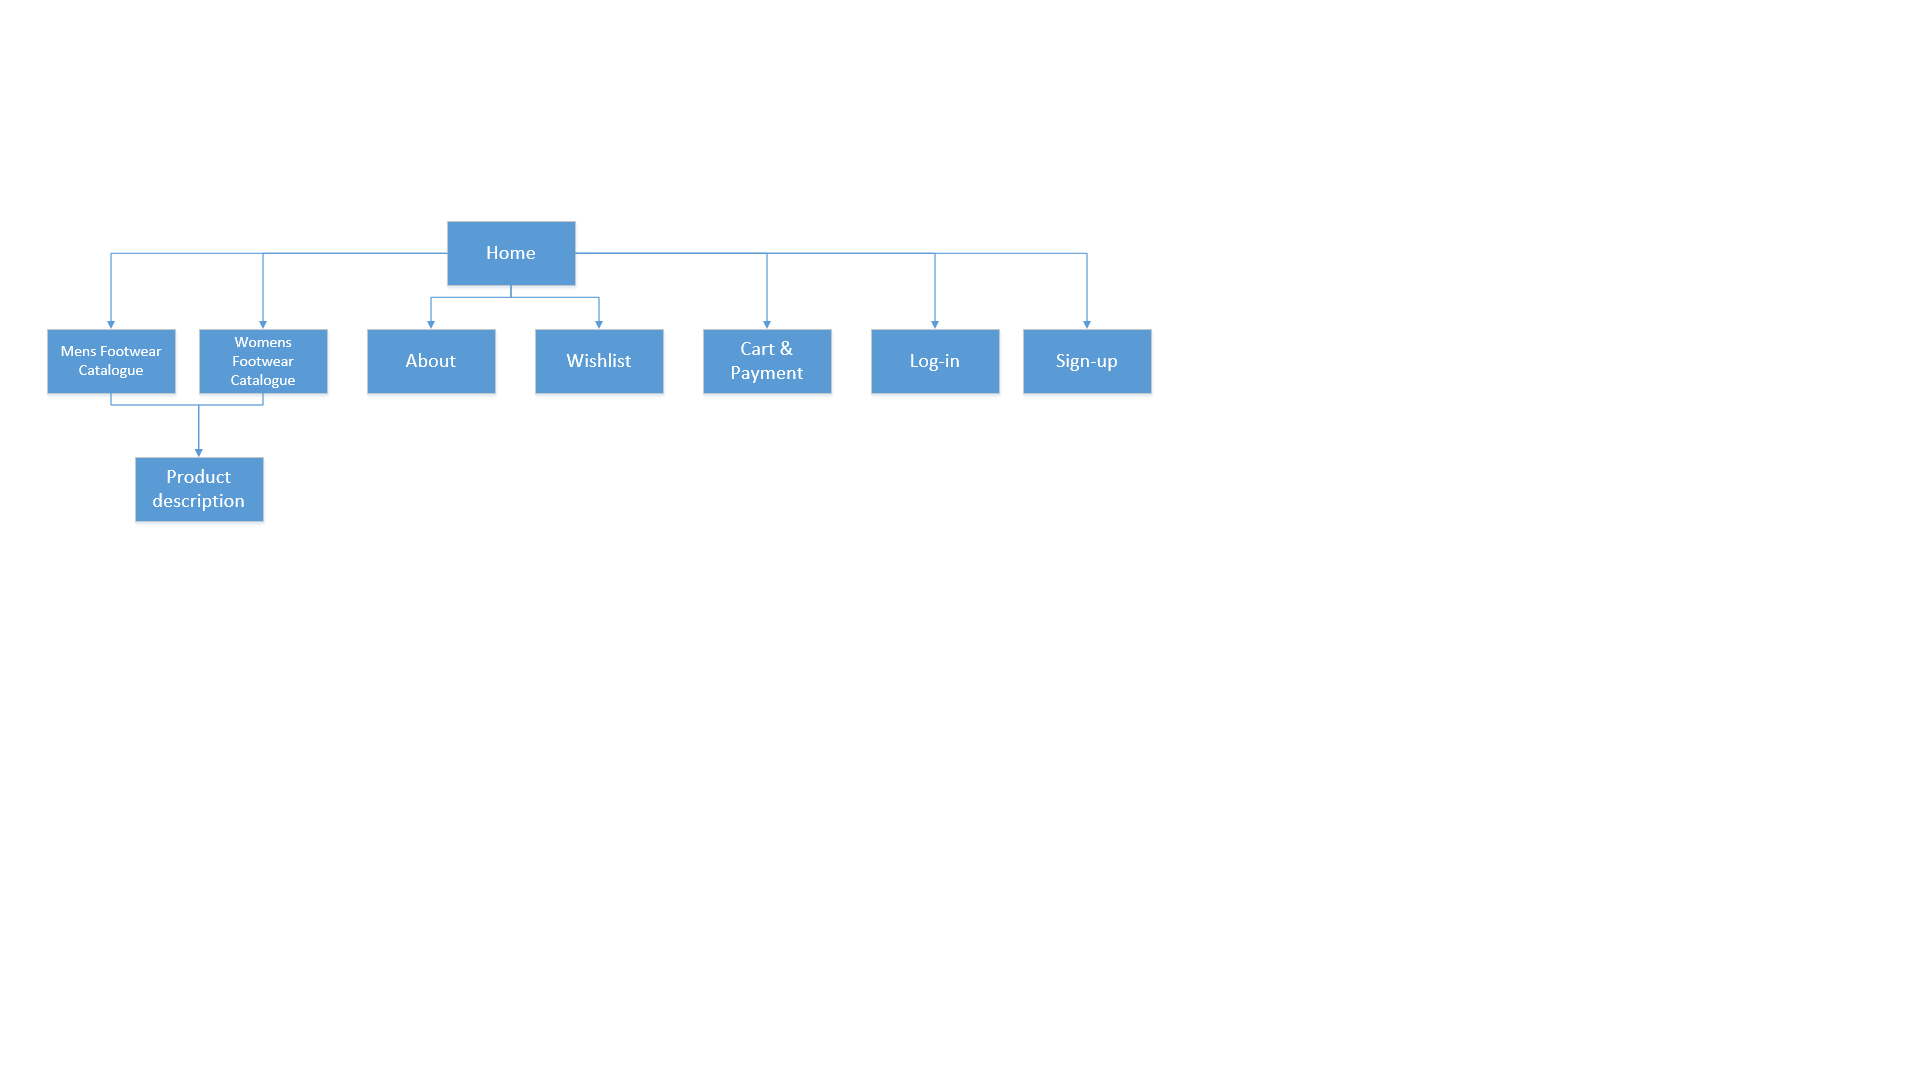 Home
Mens Footwear
Catalogue
Womens
Footwear
Catalogue
About
Wishlist
Cart &
Payment
Log-in
Sign-up
Product
description